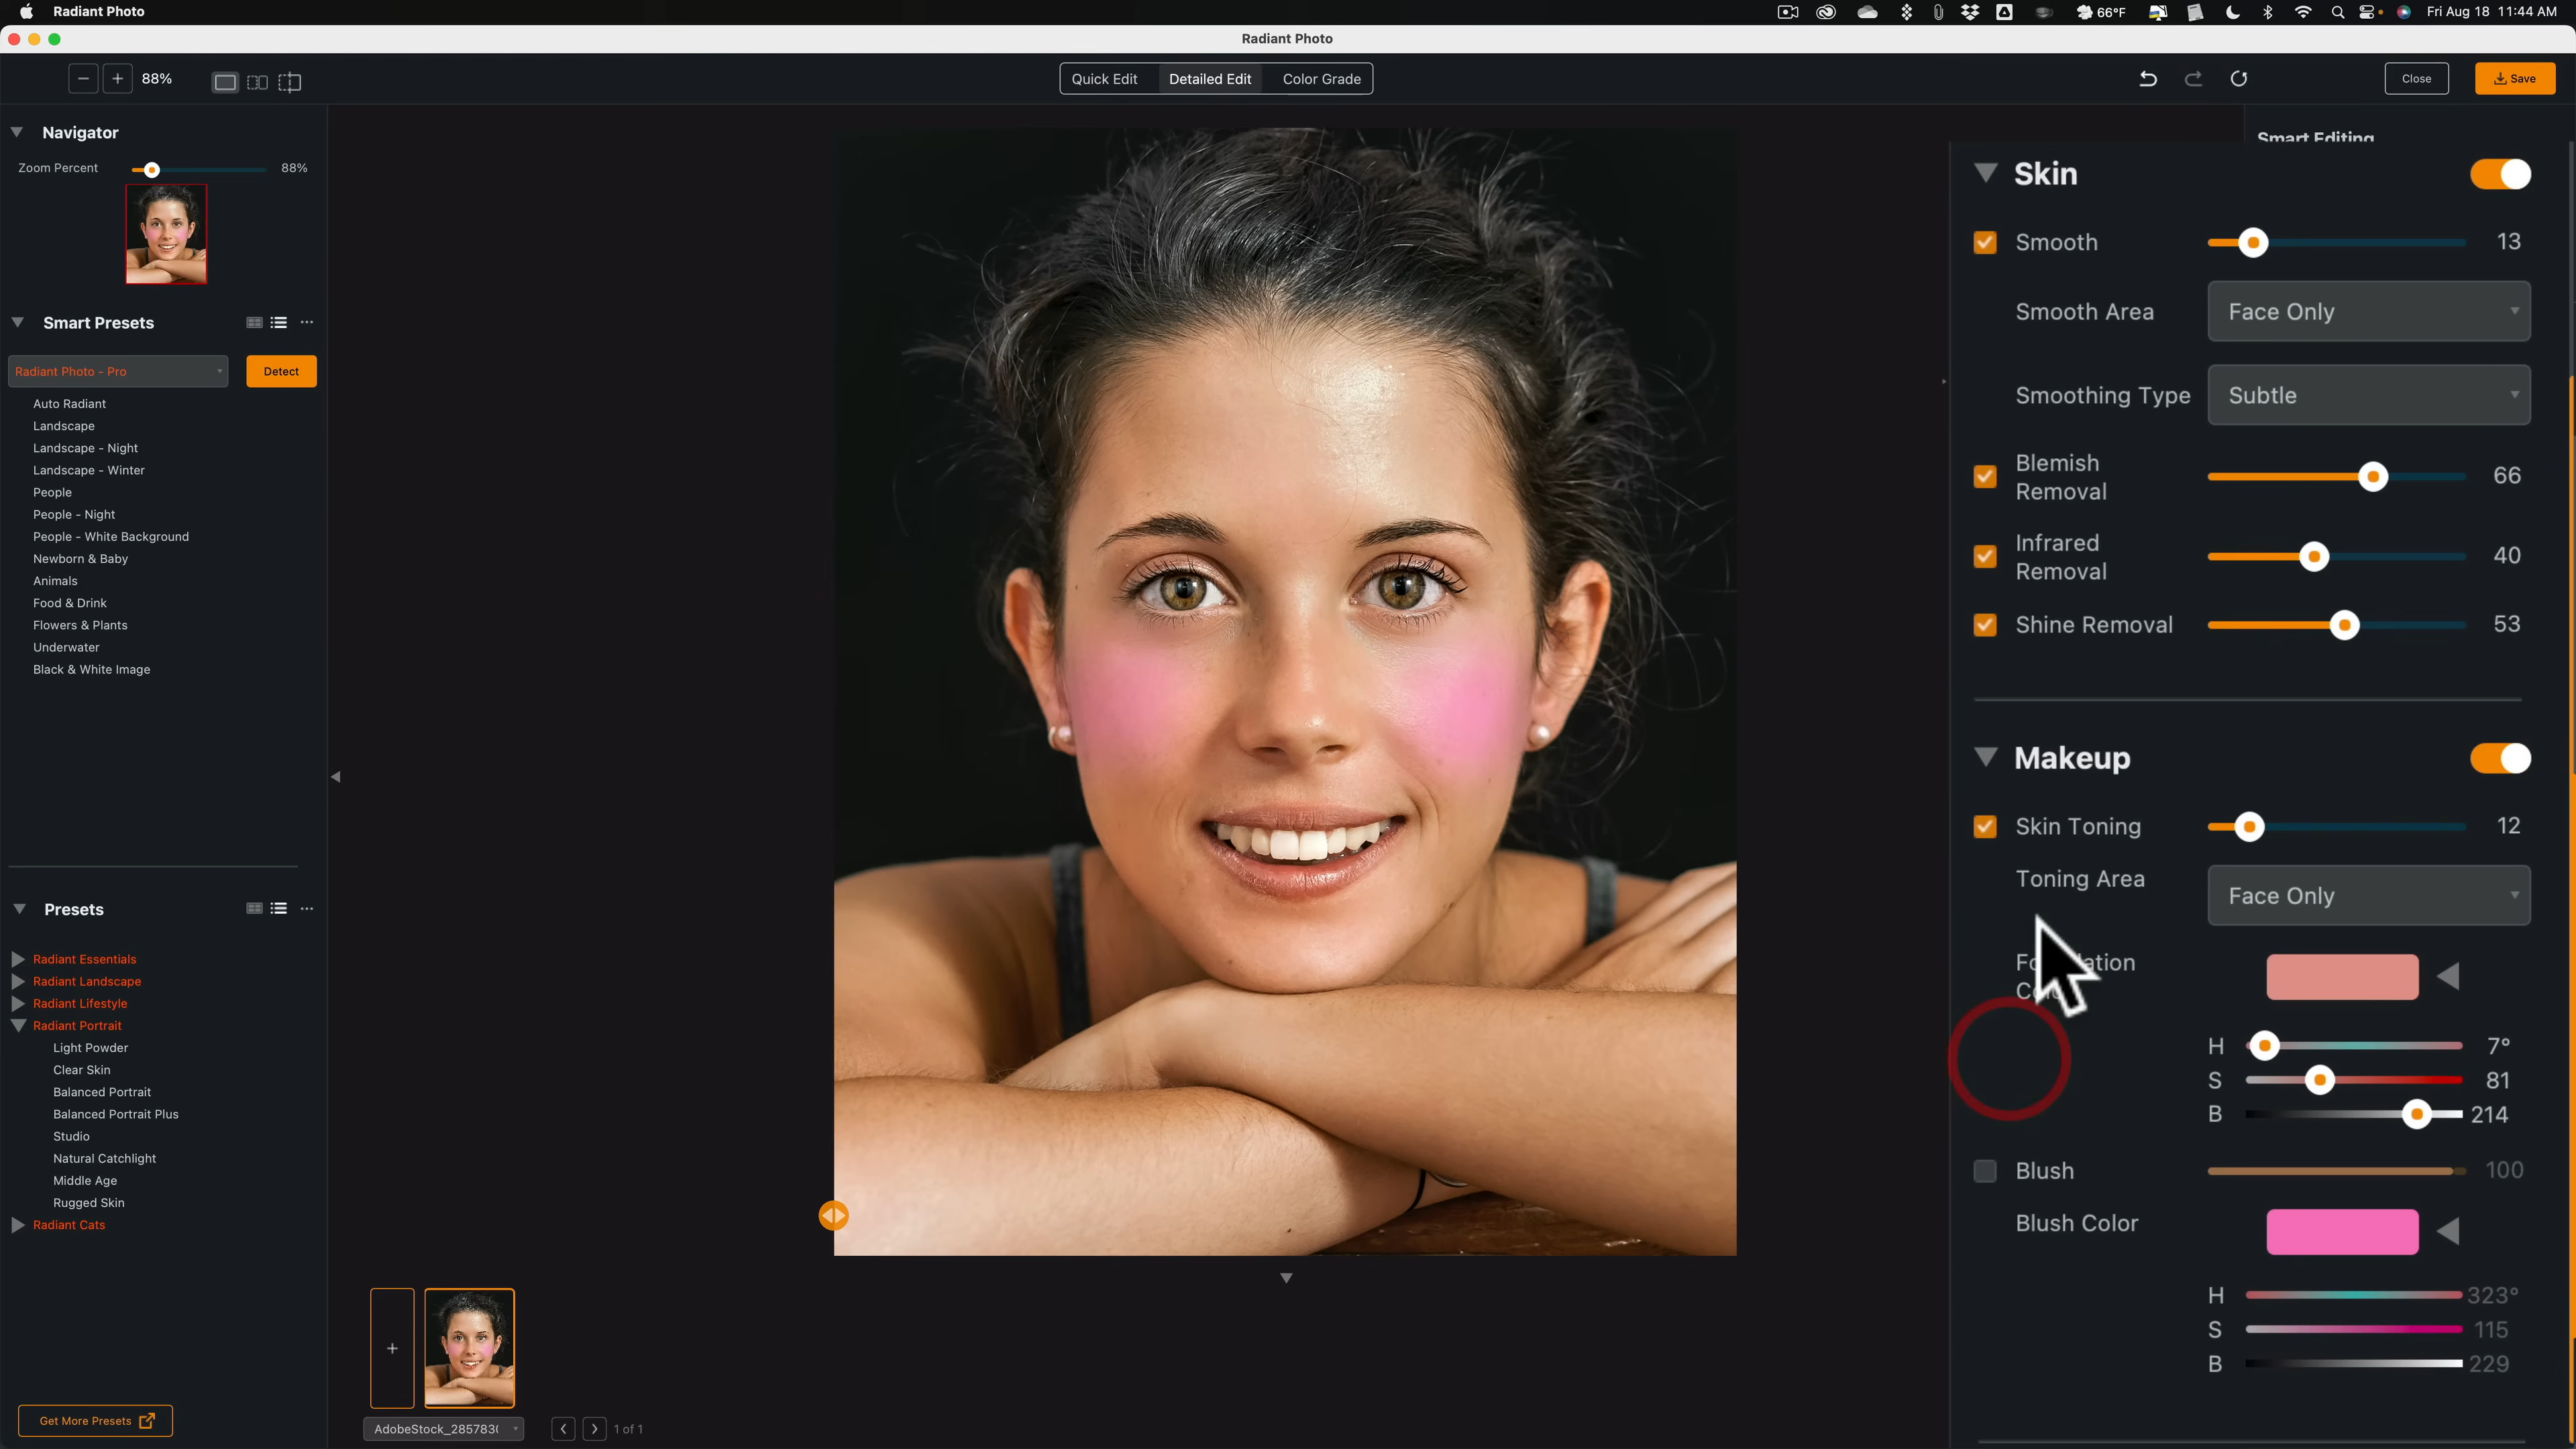 Radiant Photo
66°F
Fri Aug 18 11:44 AM
Radiant Photo
88%
Quick Edit
Detailed Edit
Color Grade
Close
Save
Navigator
Zoom Percent
88%
Smart Presets
Radiant Photo - Pro
Detect
Auto Radiant
Landscape
Landscape - Night
Landscape - Winter
People
People - Night
People - White Background
Newborn & Baby
Animals
Food & Drink
Flowers & Plants
Underwater
Black & White Image
Presets
Radiant Essentials
Radiant Landscape
Radiant Lifestyle
Radiant Portrait
Light Powder
Clear Skin
Balanced Portrait
Balanced Portrait Plus
Studio
Natural Catchlight
Middle Age
Rugged Skin
Radiant Cats
Get More Presets
AdobeStock_285783(
1 of 1
Smart Editing
Skin
Smooth 13
Smooth Area Face Only
Smoothing Type Subtle
Blemish
Removal 66
Infrared
Removal 40
Shine Removal 53
Makeup
Skin Toning 12
Toning Area Face Only
H 7°
S 81
B 214
Blush 100
Blush Color
H 323°
S 115
B 229